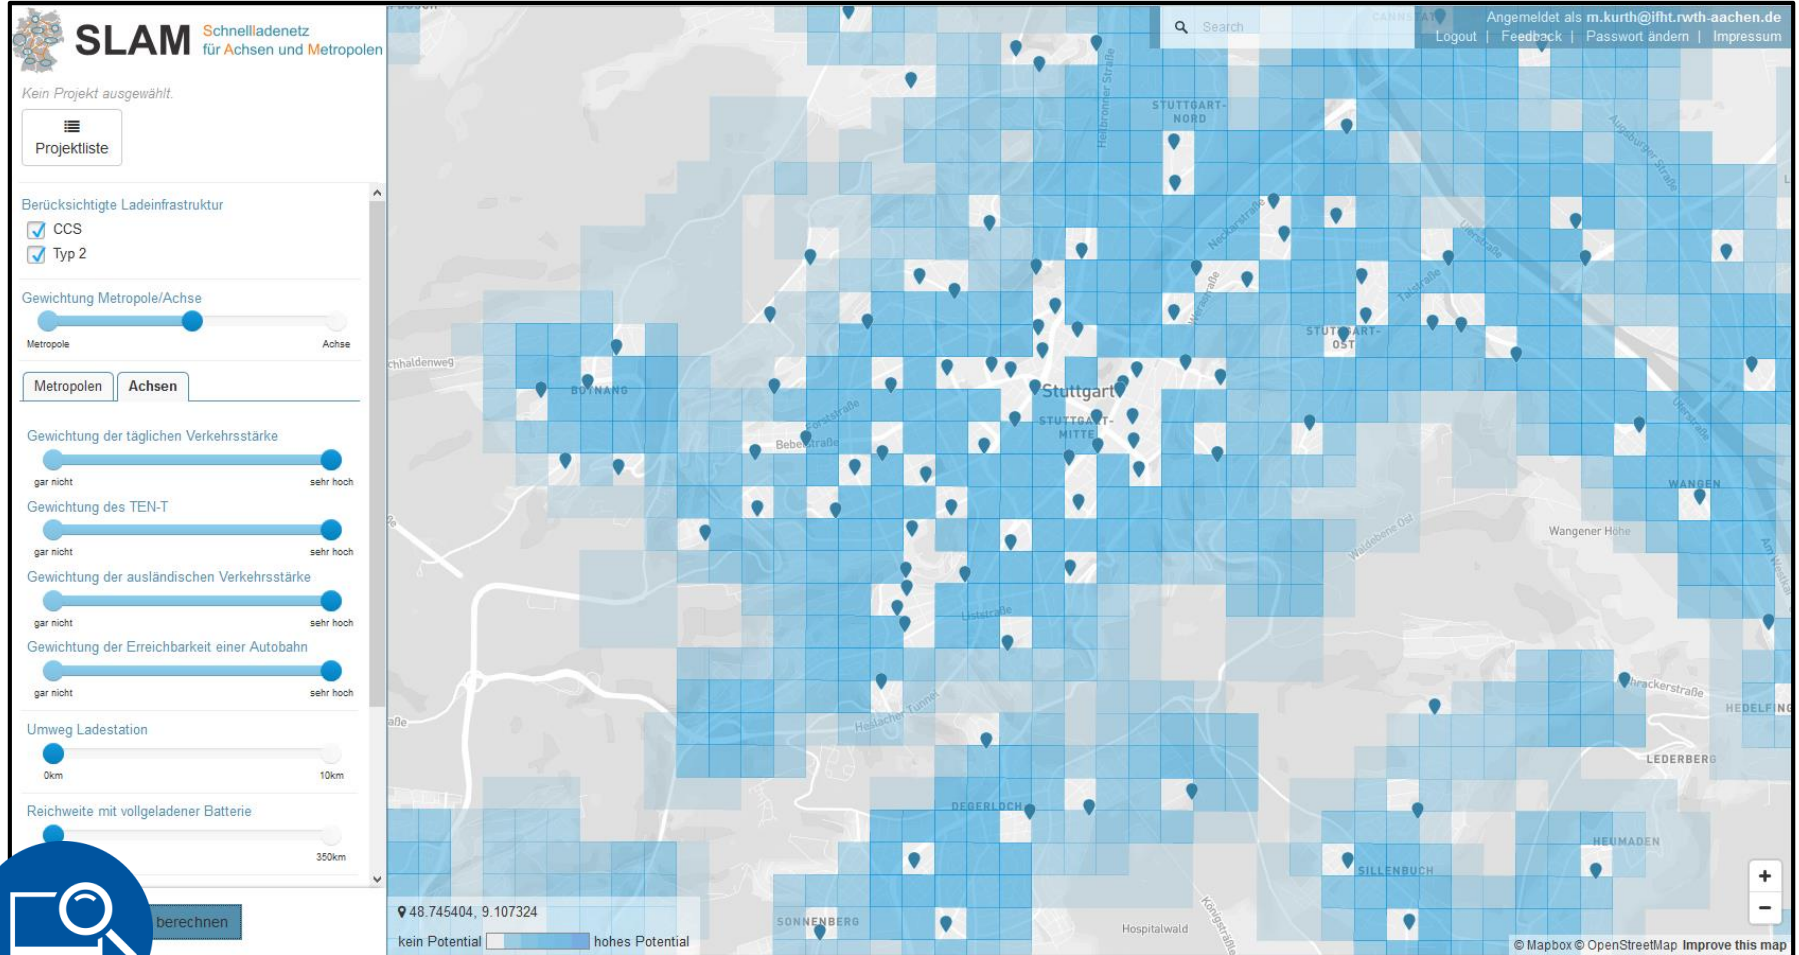 SLAM
Schnellladenetz
für Achsen und Metropolen
Kein Projekt ausgewählt.
Projektliste
Berücksichtigte Ladeinfrastruktur
CCS
Typ 2
Gewichtung Metropole/Achse
Metropole
Achse
Metropolen
Achsen
Gewichtung der täglichen Verkehrsstärke
gar nicht
sehr hoch
Gewichtung des TEN-T
gar nicht
sehr hoch
Gewichtung der ausländischen Verkehrsstärke
gar nicht
sehr hoch
Gewichtung der Erreichbarkeit einer Autobahn
gar nicht
sehr hoch
Umweg Ladestation
0km
10km
Reichweite mit vollgeladener Batterie
350km
berechnen
Search
Angemeldet als m.kurth@ifht.rwth-aachen.de
Logout | Feedback | Passwort ändern | Impressum
STUTTGART-
NORD
Heilbronner Straße
Augsburger Straße
Neckarstraße
Uferstraße
Talstraße
Werastraße
STUTTGART-
OST
BOTNANG
Stuttgart
STUTTGART-
MITTE
Forststraße
Bebelstraße
Uferstraße
WANGEN
Wangener Höhe
Waldebene Ost
Liststraße
Heslacher Tunnel
HEDELFING
LEDERBERG
DEGERLOCH
HEUMADEN
SILLENBUCH
SONNENBERG
Hospitalwald
Königsträßle
48.745404, 9.107324
kein Potential
hohes Potential
+
−
© Mapbox © OpenStreetMap Improve this map